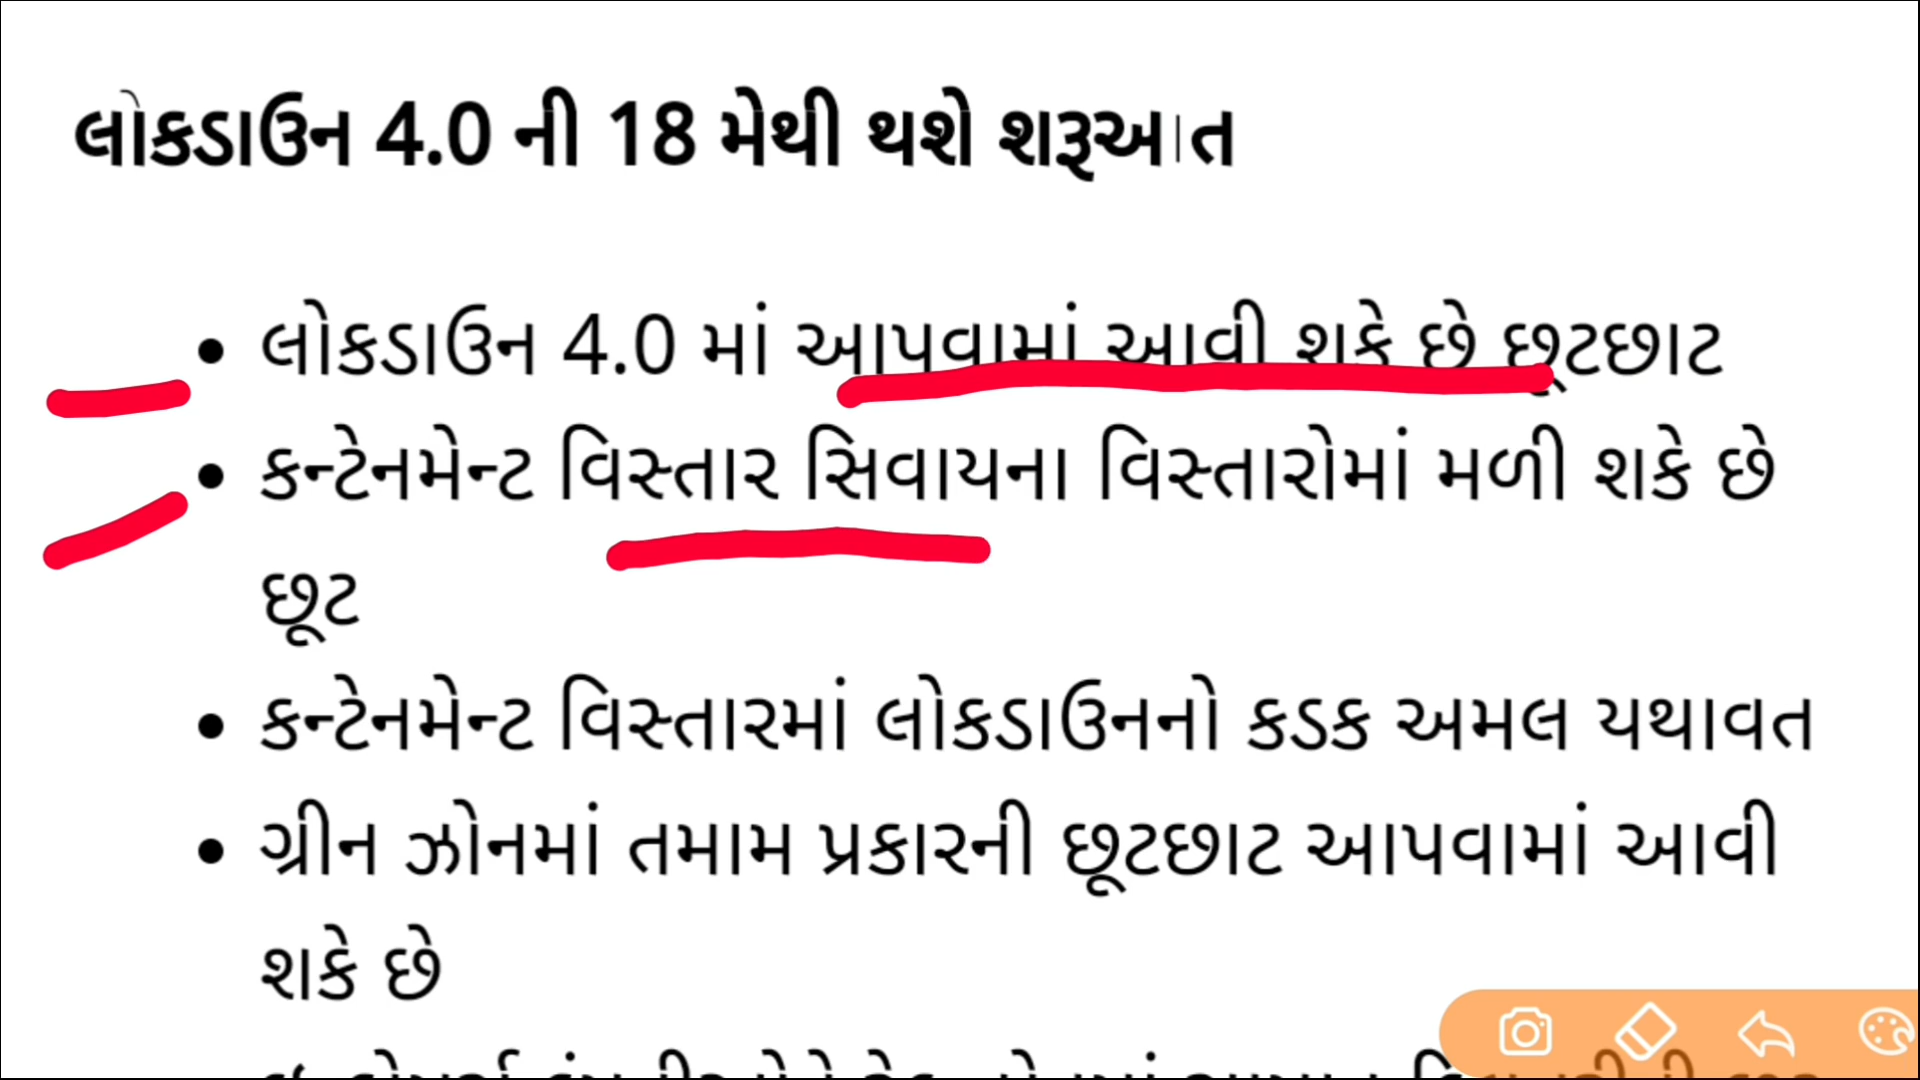 લોકડાઉન 4.0 ની 18 મેથી થશે શરૂઆત
• લોકડાઉન 4.0 માં આપવામાં આવી શકે છે છૂટછાટ
• કન્ટેનમેન્ટ વિસ્તાર સિવાયના વિસ્તારોમાં મળી શકે છે
છૂટ
• કન્ટેનમેન્ટ વિસ્તારમાં લોકડાઉનનો કડક અમલ યથાવત
• ગ્રીન ઝોનમાં તમામ પ્રકારની છૂટછાટ આપવામાં આવી
શકે છે